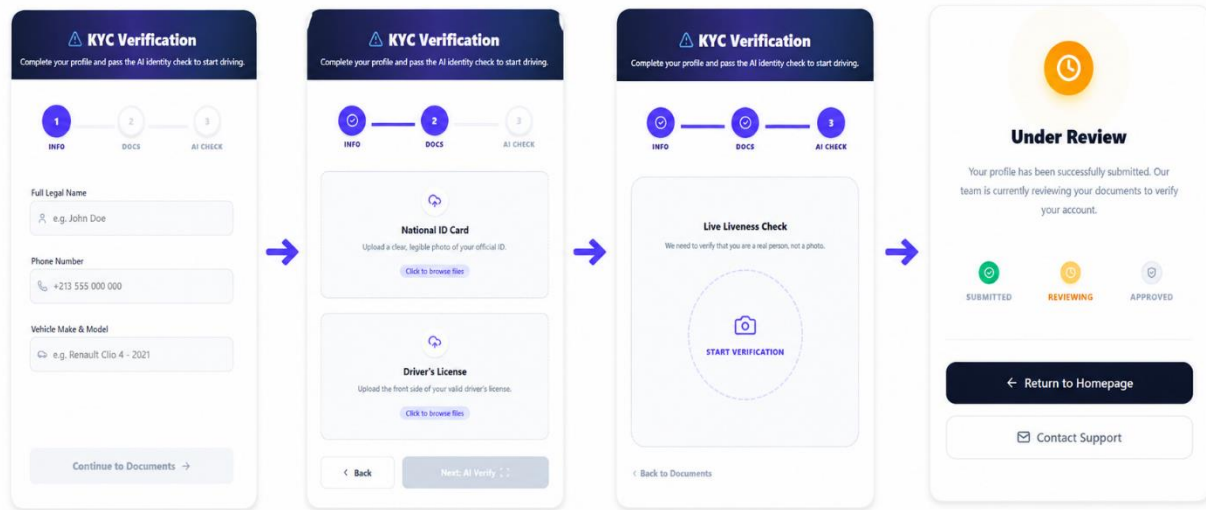 KYC Verification
Complete your profile and pass the AI identity check to start driving.
1
2
3
INFO
DOCS
AI CHECK
Full Legal Name
e.g. John Doe
Phone Number
+213 555 000 000
Vehicle Make & Model
e.g. Renault Clio 4 - 2021
Continue to Documents →
KYC Verification
Complete your profile and pass the AI identity check to start driving.
2
3
INFO
DOCS
AI CHECK
National ID Card
Upload a clear, legible photo of your official ID.
Click to browse files
Driver's License
Upload the front side of your valid driver's license.
Click to browse files
< Back
Next: AI Verify
KYC Verification
Complete your profile and pass the AI identity check to start driving.
3
INFO
DOCS
AI CHECK
Live Liveness Check
We need to verify that you are a real person, not a photo.
START VERIFICATION
< Back to Documents
Under Review
Your profile has been successfully submitted. Our
team is currently reviewing your documents to verify
your account.
SUBMITTED
REVIEWING
APPROVED
← Return to Homepage
Contact Support